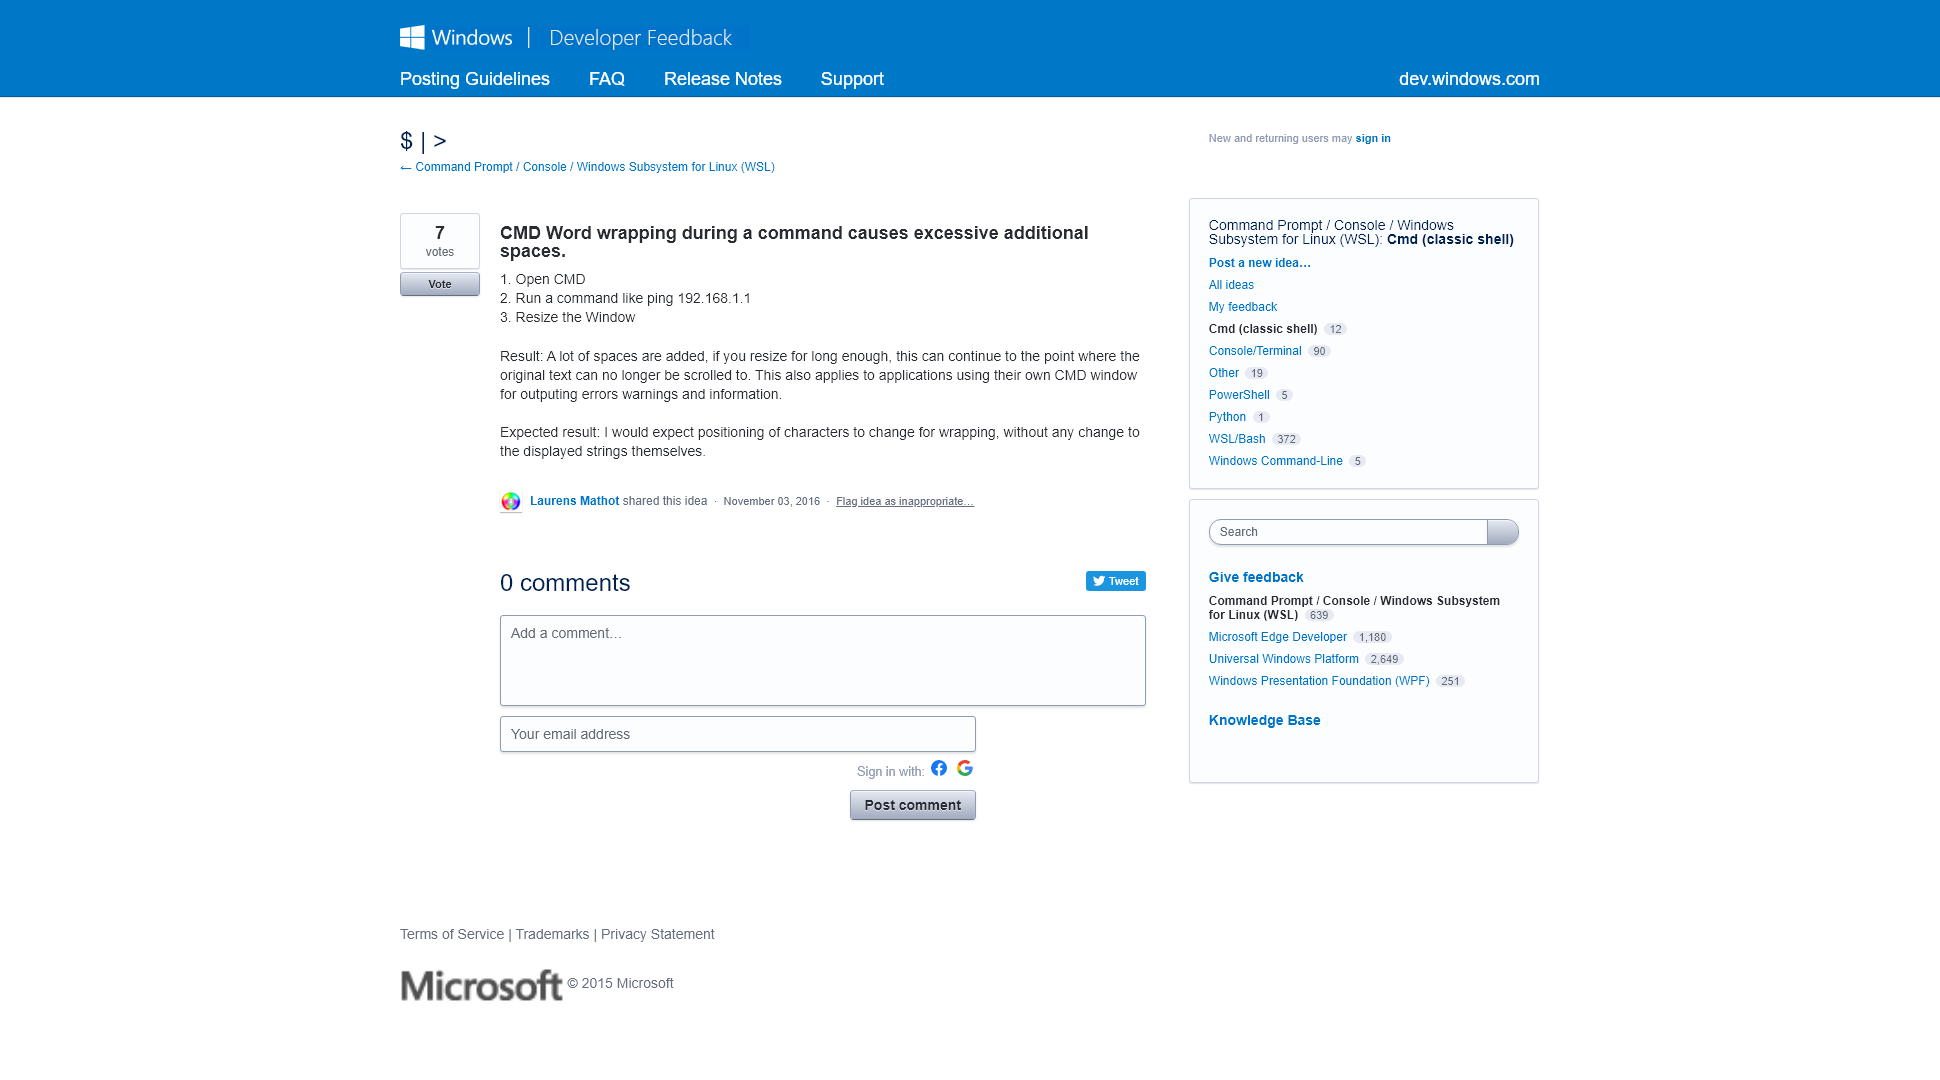 Windows | Developer Feedback
Posting Guidelines FAQ Release Notes Support dev.windows.com
$ | >
← Command Prompt / Console / Windows Subsystem for Linux (WSL)
7
votes
Vote
CMD Word wrapping during a command causes excessive additional
spaces.
1. Open CMD
2. Run a command like ping 192.168.1.1
3. Resize the Window
Result: A lot of spaces are added, if you resize for long enough, this can continue to the point where the
original text can no longer be scrolled to. This also applies to applications using their own CMD window
for outputing errors warnings and information.
Expected result: I would expect positioning of characters to change for wrapping, without any change to
the displayed strings themselves.
Laurens Mathot shared this idea · November 03, 2016 · Flag idea as inappropriate…
0 comments
Tweet
Add a comment…
Your email address
Sign in with:
Post comment
New and returning users may sign in
Command Prompt / Console / Windows
Subsystem for Linux (WSL): Cmd (classic shell)
Post a new idea…
All ideas
My feedback
Cmd (classic shell) 12
Console/Terminal 90
Other 19
PowerShell 5
Python 1
WSL/Bash 372
Windows Command-Line 5
Search
Give feedback
Command Prompt / Console / Windows Subsystem
for Linux (WSL) 639
Microsoft Edge Developer 1,180
Universal Windows Platform 2,649
Windows Presentation Foundation (WPF) 251
Knowledge Base
Terms of Service | Trademarks | Privacy Statement
Microsoft © 2015 Microsoft